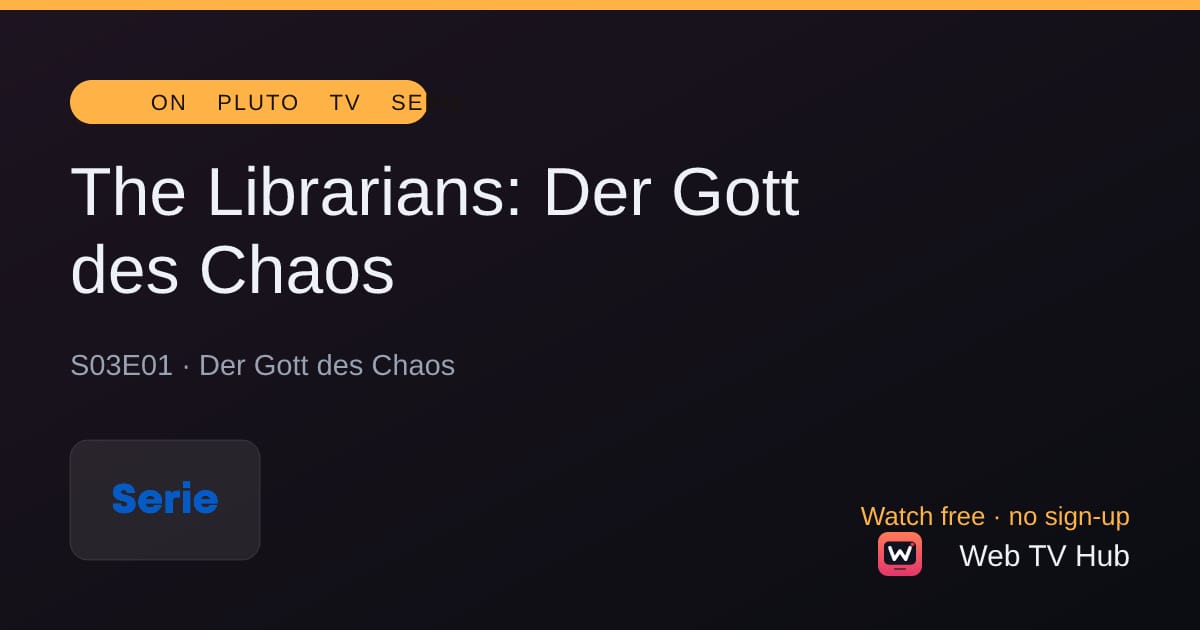 ON PLUTO TV SE
The Librarians: Der Gott
des Chaos
S03E01 · Der Gott des Chaos
Serie
Watch free · no sign-up
W
Web TV Hub